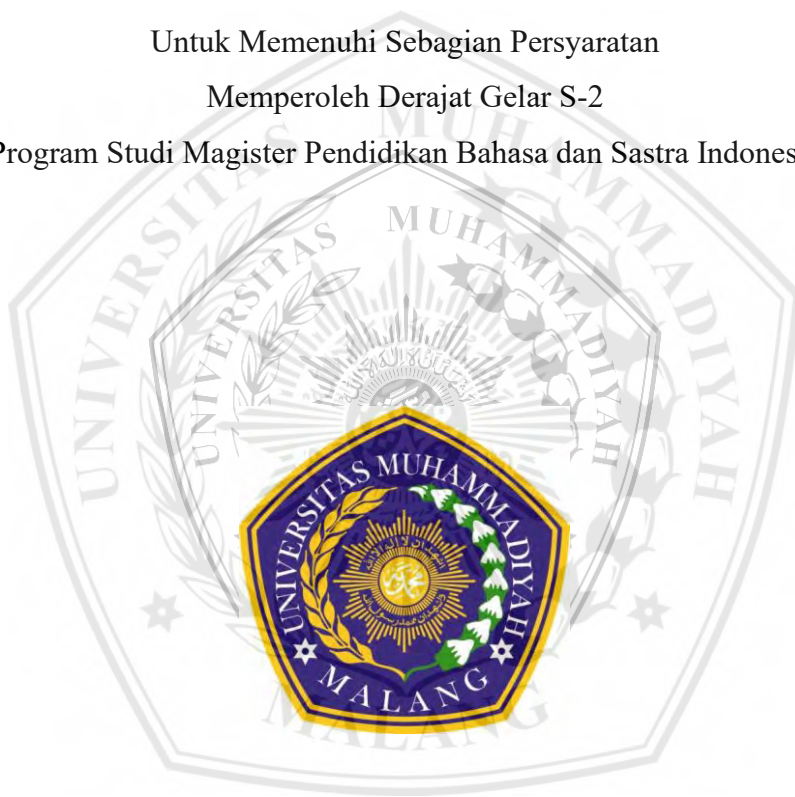 Untuk Memenuhi Sebagian Persyaratan
Memperoleh Derajat Gelar S-2
Program Studi Magister Pendidikan Bahasa dan Sastra Indones
UNIVERSITAS MUHAMMADIYAH
MALANG